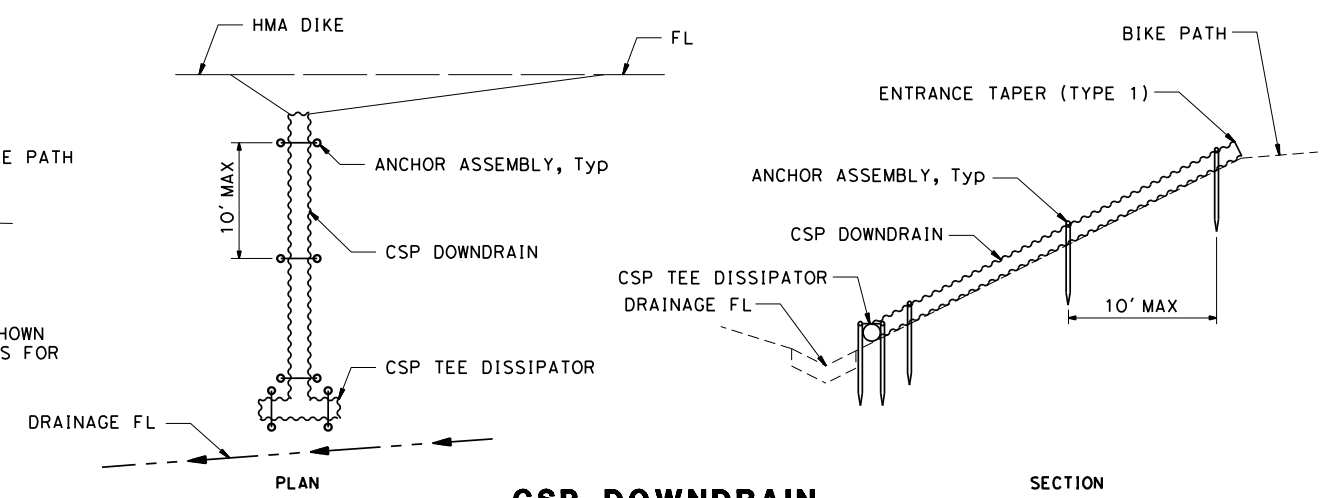 HMA DIKE
FL
E PATH
ANCHOR ASSEMBLY, Typ
10' MAX
CSP DOWNDRAIN
HOWN
S FOR
CSP TEE DISSIPATOR
DRAINAGE FL
PLAN
BIKE PATH
ENTRANCE TAPER (TYPE 1)
ANCHOR ASSEMBLY, Typ
CSP DOWNDRAIN
CSP TEE DISSIPATOR
DRAINAGE FL
10' MAX
SECTION
CSP DOWNDRAIN